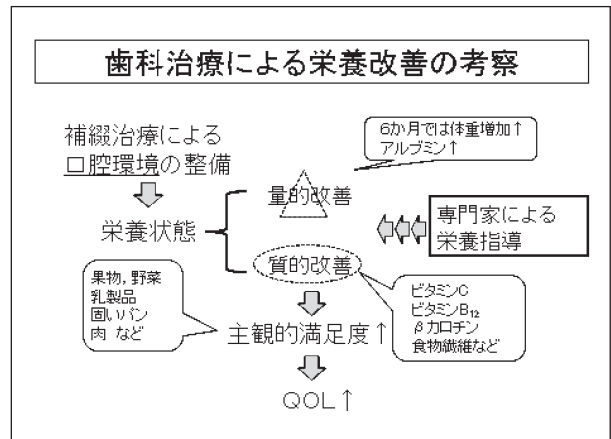 歯科治療による栄養改善の考察
補綴治療による
口腔環境の整備
6か月では体重増加↑
アルブミン↑
量的改善
栄養状態
専門家による
栄養指導
質的改善
果物，野菜
乳製品
固いパン
肉 など
ビタミンC
ビタミンB₁₂
βカロチン
食物繊維など
主観的満足度↑
QOL↑